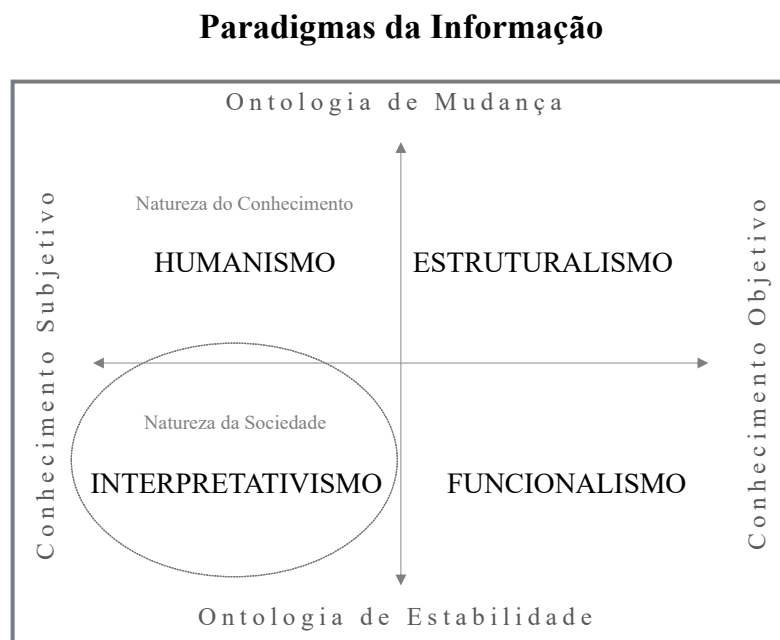 Paradigmas da Informação
Ontologia de Mudança
Conhecimento Subjetivo
Natureza do Conhecimento
HUMANISMO
ESTRUTURALISMO
Conhecimento Objetivo
Natureza da Sociedade
INTERPRETATIVISMO
FUNCIONALISMO
Ontologia de Estabilidade